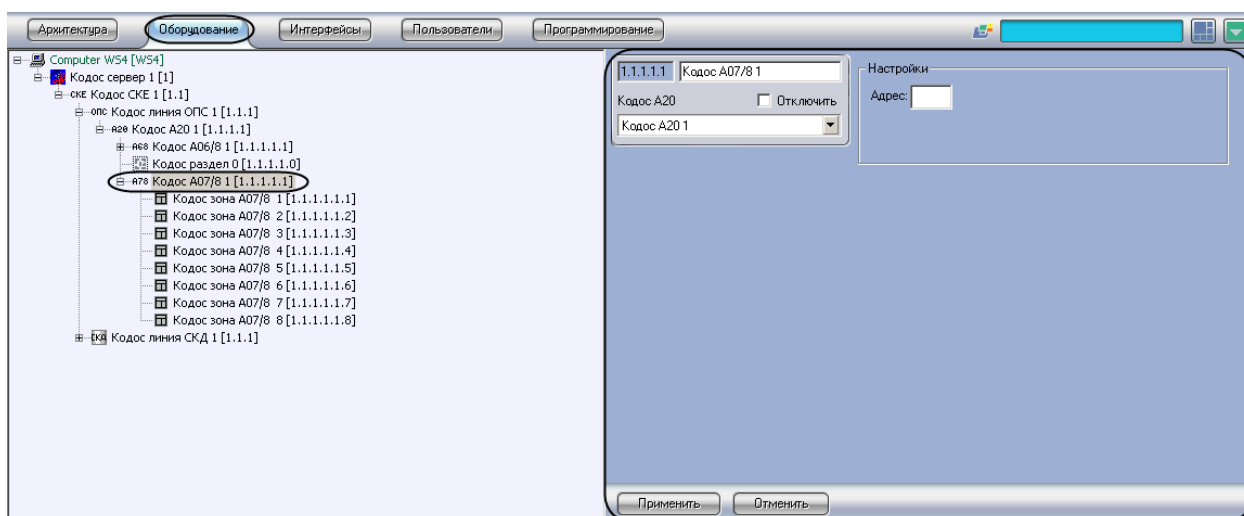 Архитектура Оборудование Интерфейсы Пользователи Программирование
Computer WS4 [WS4]
Кодос сервер 1 [1]
СКЕ Кодос СКЕ 1 [1.1]
ОПС Кодос линия ОПС 1 [1.1.1]
А20 Кодос А20 1 [1.1.1.1]
А68 Кодос А06/8 1 [1.1.1.1.1]
Кодос раздел 0 [1.1.1.1.0]
А78 Кодос А07/8 1 [1.1.1.1.1]
Кодос зона А07/8 1 [1.1.1.1.1.1]
Кодос зона А07/8 2 [1.1.1.1.1.2]
Кодос зона А07/8 3 [1.1.1.1.1.3]
Кодос зона А07/8 4 [1.1.1.1.1.4]
Кодос зона А07/8 5 [1.1.1.1.1.5]
Кодос зона А07/8 6 [1.1.1.1.1.6]
Кодос зона А07/8 7 [1.1.1.1.1.7]
Кодос зона А07/8 8 [1.1.1.1.1.8]
СКД Кодос линия СКД 1 [1.1.1]
1.1.1.1.1 Кодос А07/8 1
Кодос А20 Отключить
Кодос А20 1
Настройки
Адрес:
Применить Отменить